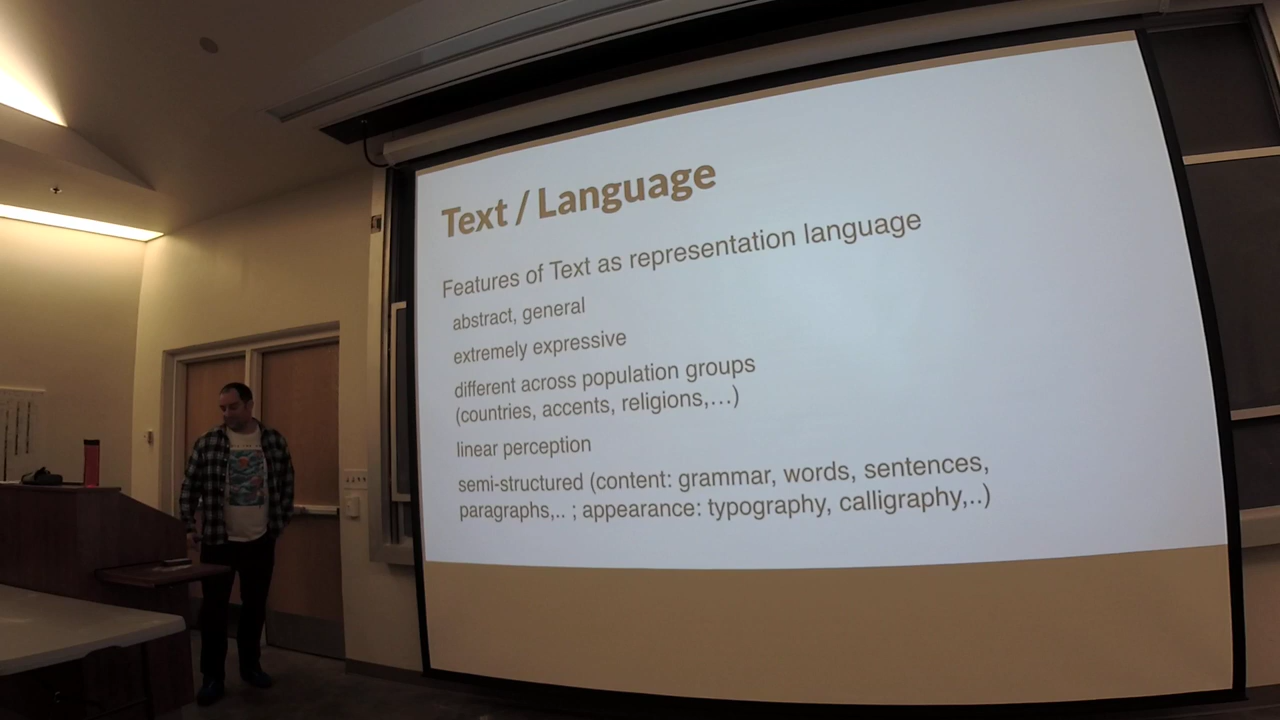 Text / Language
Features of Text as representation language
abstract, general
extremely expressive
different across population groups
(countries, accents, religions,…)
linear perception
semi-structured (content: grammar, words, sentences,
paragraphs,.. ; appearance: typography, calligraphy,..)